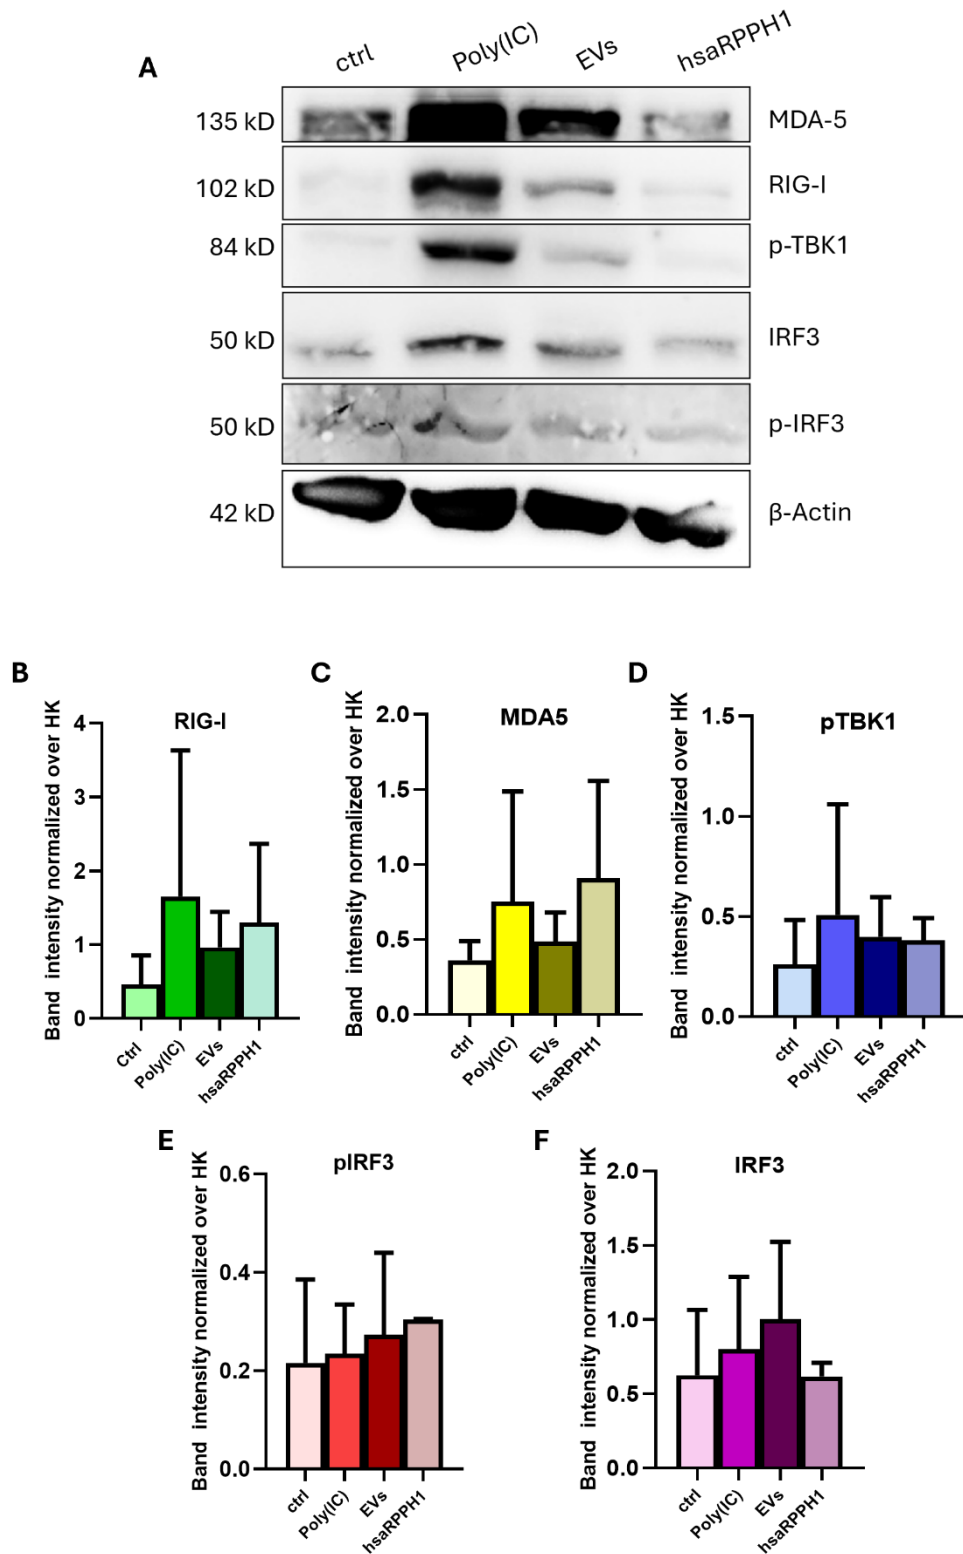 A
ctrl Poly(IC) EVs hsaRPPH1
135 kD MDA-5
102 kD RIG-I
84 kD p-TBK1
50 kD IRF3
50 kD p-IRF3
42 kD β-Actin
B
RIG-I
Band intensity normalized over HK
4
3
2
1
0
Ctrl Poly(IC) EVs hsaRPPH1
C
MDA5
Band intensity normalized over HK
2.0
1.5
1.0
0.5
0.0
ctrl Poly(IC) EVs hsaRPPH1
D
pTBK1
Band intensity normalized over HK
1.5
1.0
0.5
0.0
ctrl Poly(IC) EVs hsaRPPH1
E
pIRF3
Band intensity normalized over HK
0.6
0.4
0.2
0.0
ctrl Poly(IC) EVs hsaRPPH1
F
IRF3
Band intensity normalized over HK
2.0
1.5
1.0
0.5
0.0
ctrl Poly(IC) EVs hsaRPPH1